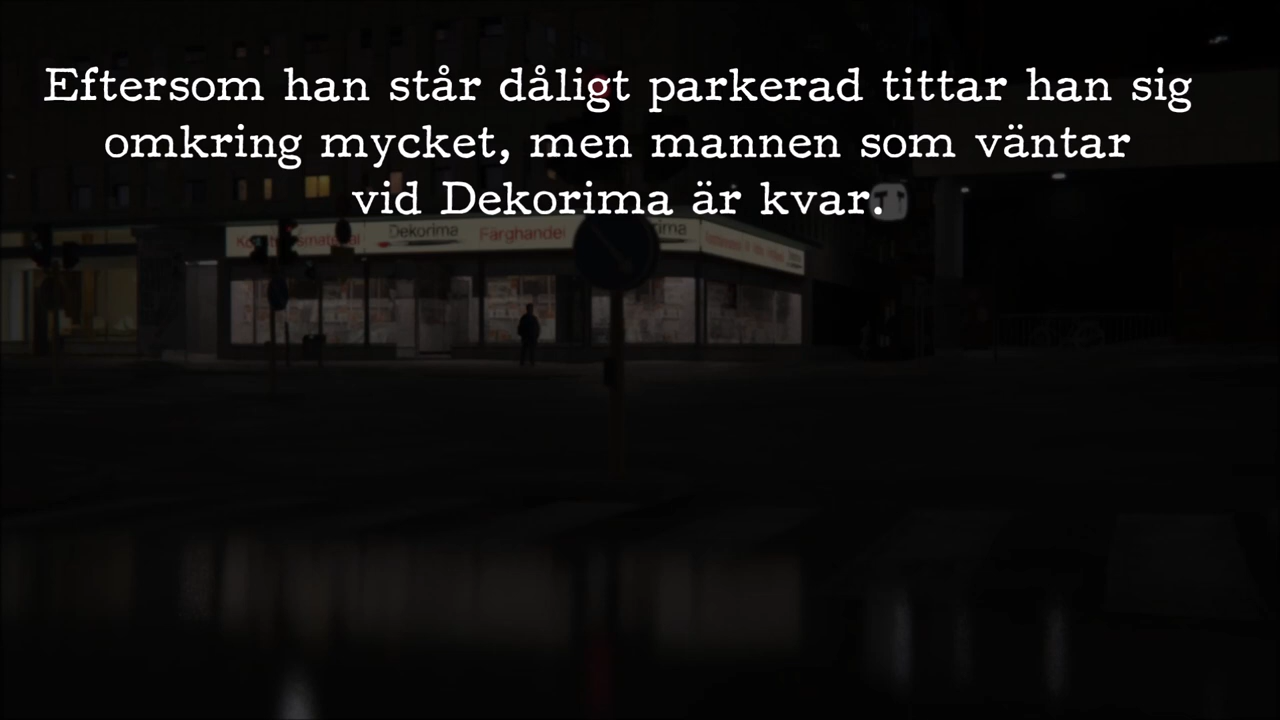 Eftersom han står dåligt parkerad tittar han sig
omkring mycket, men mannen som väntar
vid Dekorima är kvar.
Dekorima Färghandel